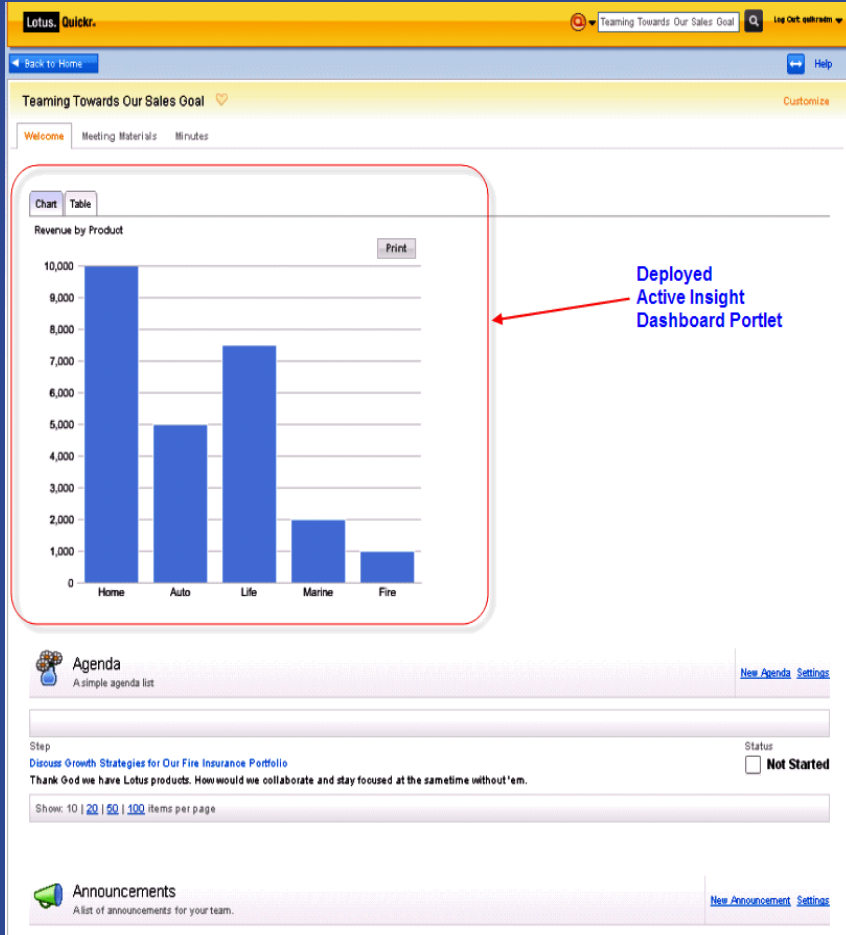 Lotus. Quickr.
Teaming Towards Our Sales Goal
Log Out: qulkradm
Back to Home
Help
Teaming Towards Our Sales Goal
Customize
Welcome Meeting Materials Minutes
Chart Table
Revenue by Product
Print
10,000
9,000
8,000
7,000
6,000
5,000
4,000
3,000
2,000
1,000
0
Home Auto Life Marine Fire
Deployed
Active Insight
Dashboard Portlet
Agenda
A simple agenda list
New Agenda Settings
Step Status
Discuss Growth Strategies for Our Fire Insurance Portfolio
Not Started
Thank God we have Lotus products. How would we collaborate and stay focused at the sametime without 'em.
Show: 10 | 20 | 50 | 100 items per page
Announcements
A list of announcements for your team.
New Announcement Settings